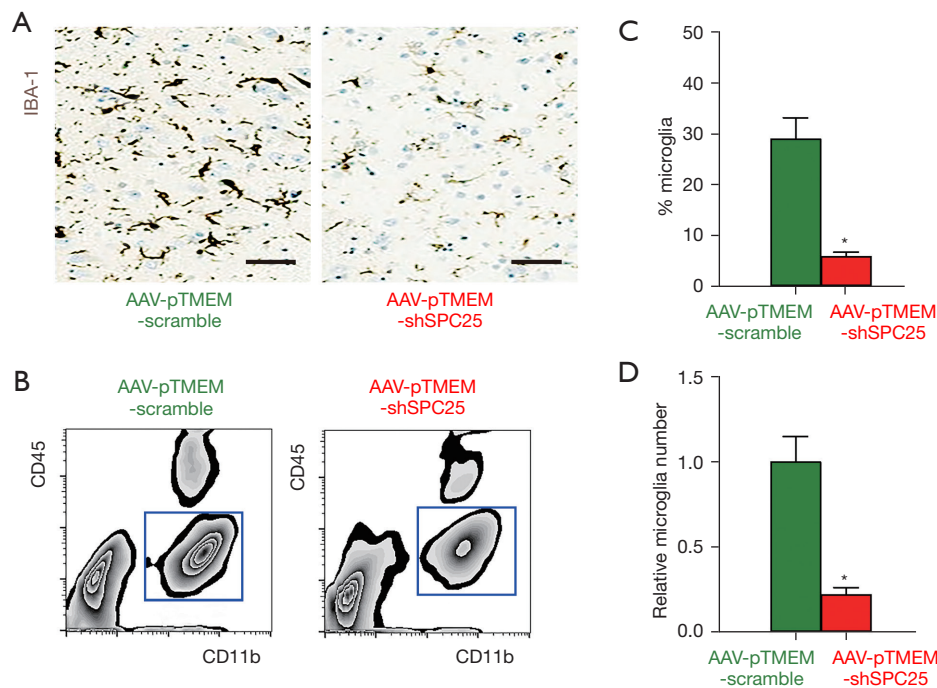 A
IBA-1
AAV-pTMEM
-scramble
AAV-pTMEM
-shSPC25
B
AAV-pTMEM
-scramble
AAV-pTMEM
-shSPC25
CD45
CD45
CD11b
CD11b
C
% microglia
50
40
30
20
10
0
*
AAV-pTMEM
-scramble
AAV-pTMEM
-shSPC25
D
Relative microglia number
1.5
1.0
0.5
0.0
*
AAV-pTMEM
-scramble
AAV-pTMEM
-shSPC25